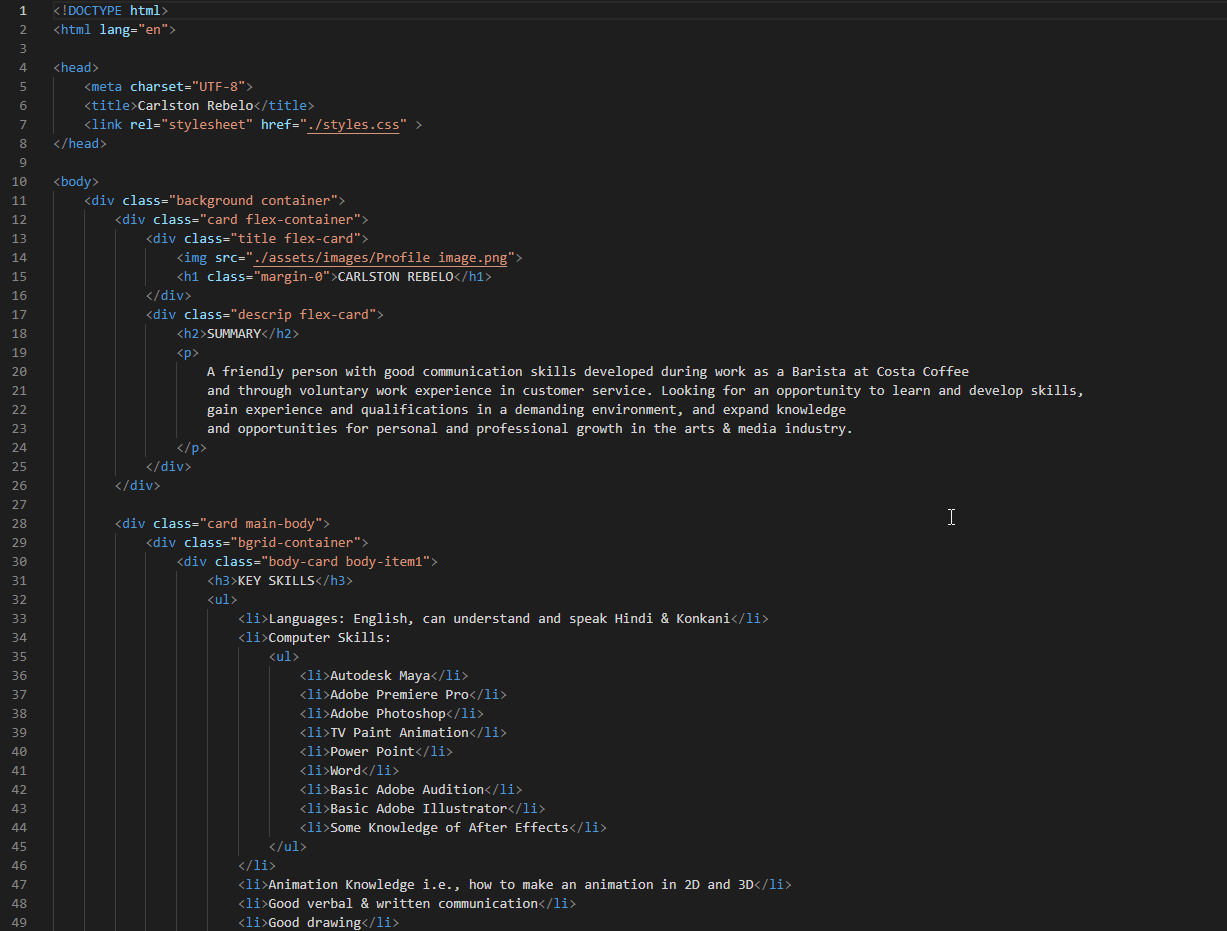 1 <!DOCTYPE html>
2 <html lang="en">
3
4 <head>
5     <meta charset="UTF-8">
6     <title>Carlston Rebelo</title>
7     <link rel="stylesheet" href="./styles.css" >
8 </head>
9
10 <body>
11     <div class="background container">
12         <div class="card flex-container">
13             <div class="title flex-card">
14                 <img src="./assets/images/Profile image.png">
15                 <h1 class="margin-0">CARLSTON REBELO</h1>
16             </div>
17             <div class="descrip flex-card">
18                 <h2>SUMMARY</h2>
19                 <p>
20                     A friendly person with good communication skills developed during work as a Barista at Costa Coffee
21                     and through voluntary work experience in customer service. Looking for an opportunity to learn and develop skills,
22                     gain experience and qualifications in a demanding environment, and expand knowledge
23                     and opportunities for personal and professional growth in the arts & media industry.
24                 </p>
25             </div>
26         </div>
27
28         <div class="card main-body">
29             <div class="bgrid-container">
30                 <div class="body-card body-item1">
31                     <h3>KEY SKILLS</h3>
32                     <ul>
33                         <li>Languages: English, can understand and speak Hindi & Konkani</li>
34                         <li>Computer Skills:
35                             <ul>
36                                 <li>Autodesk Maya</li>
37                                 <li>Adobe Premiere Pro</li>
38                                 <li>Adobe Photoshop</li>
39                                 <li>TV Paint Animation</li>
40                                 <li>Power Point</li>
41                                 <li>Word</li>
42                                 <li>Basic Adobe Audition</li>
43                                 <li>Basic Adobe Illustrator</li>
44                                 <li>Some Knowledge of After Effects</li>
45                             </ul>
46                         </li>
47                         <li>Animation Knowledge i.e., how to make an animation in 2D and 3D</li>
48                         <li>Good verbal & written communication</li>
49                         <li>Good drawing</li>